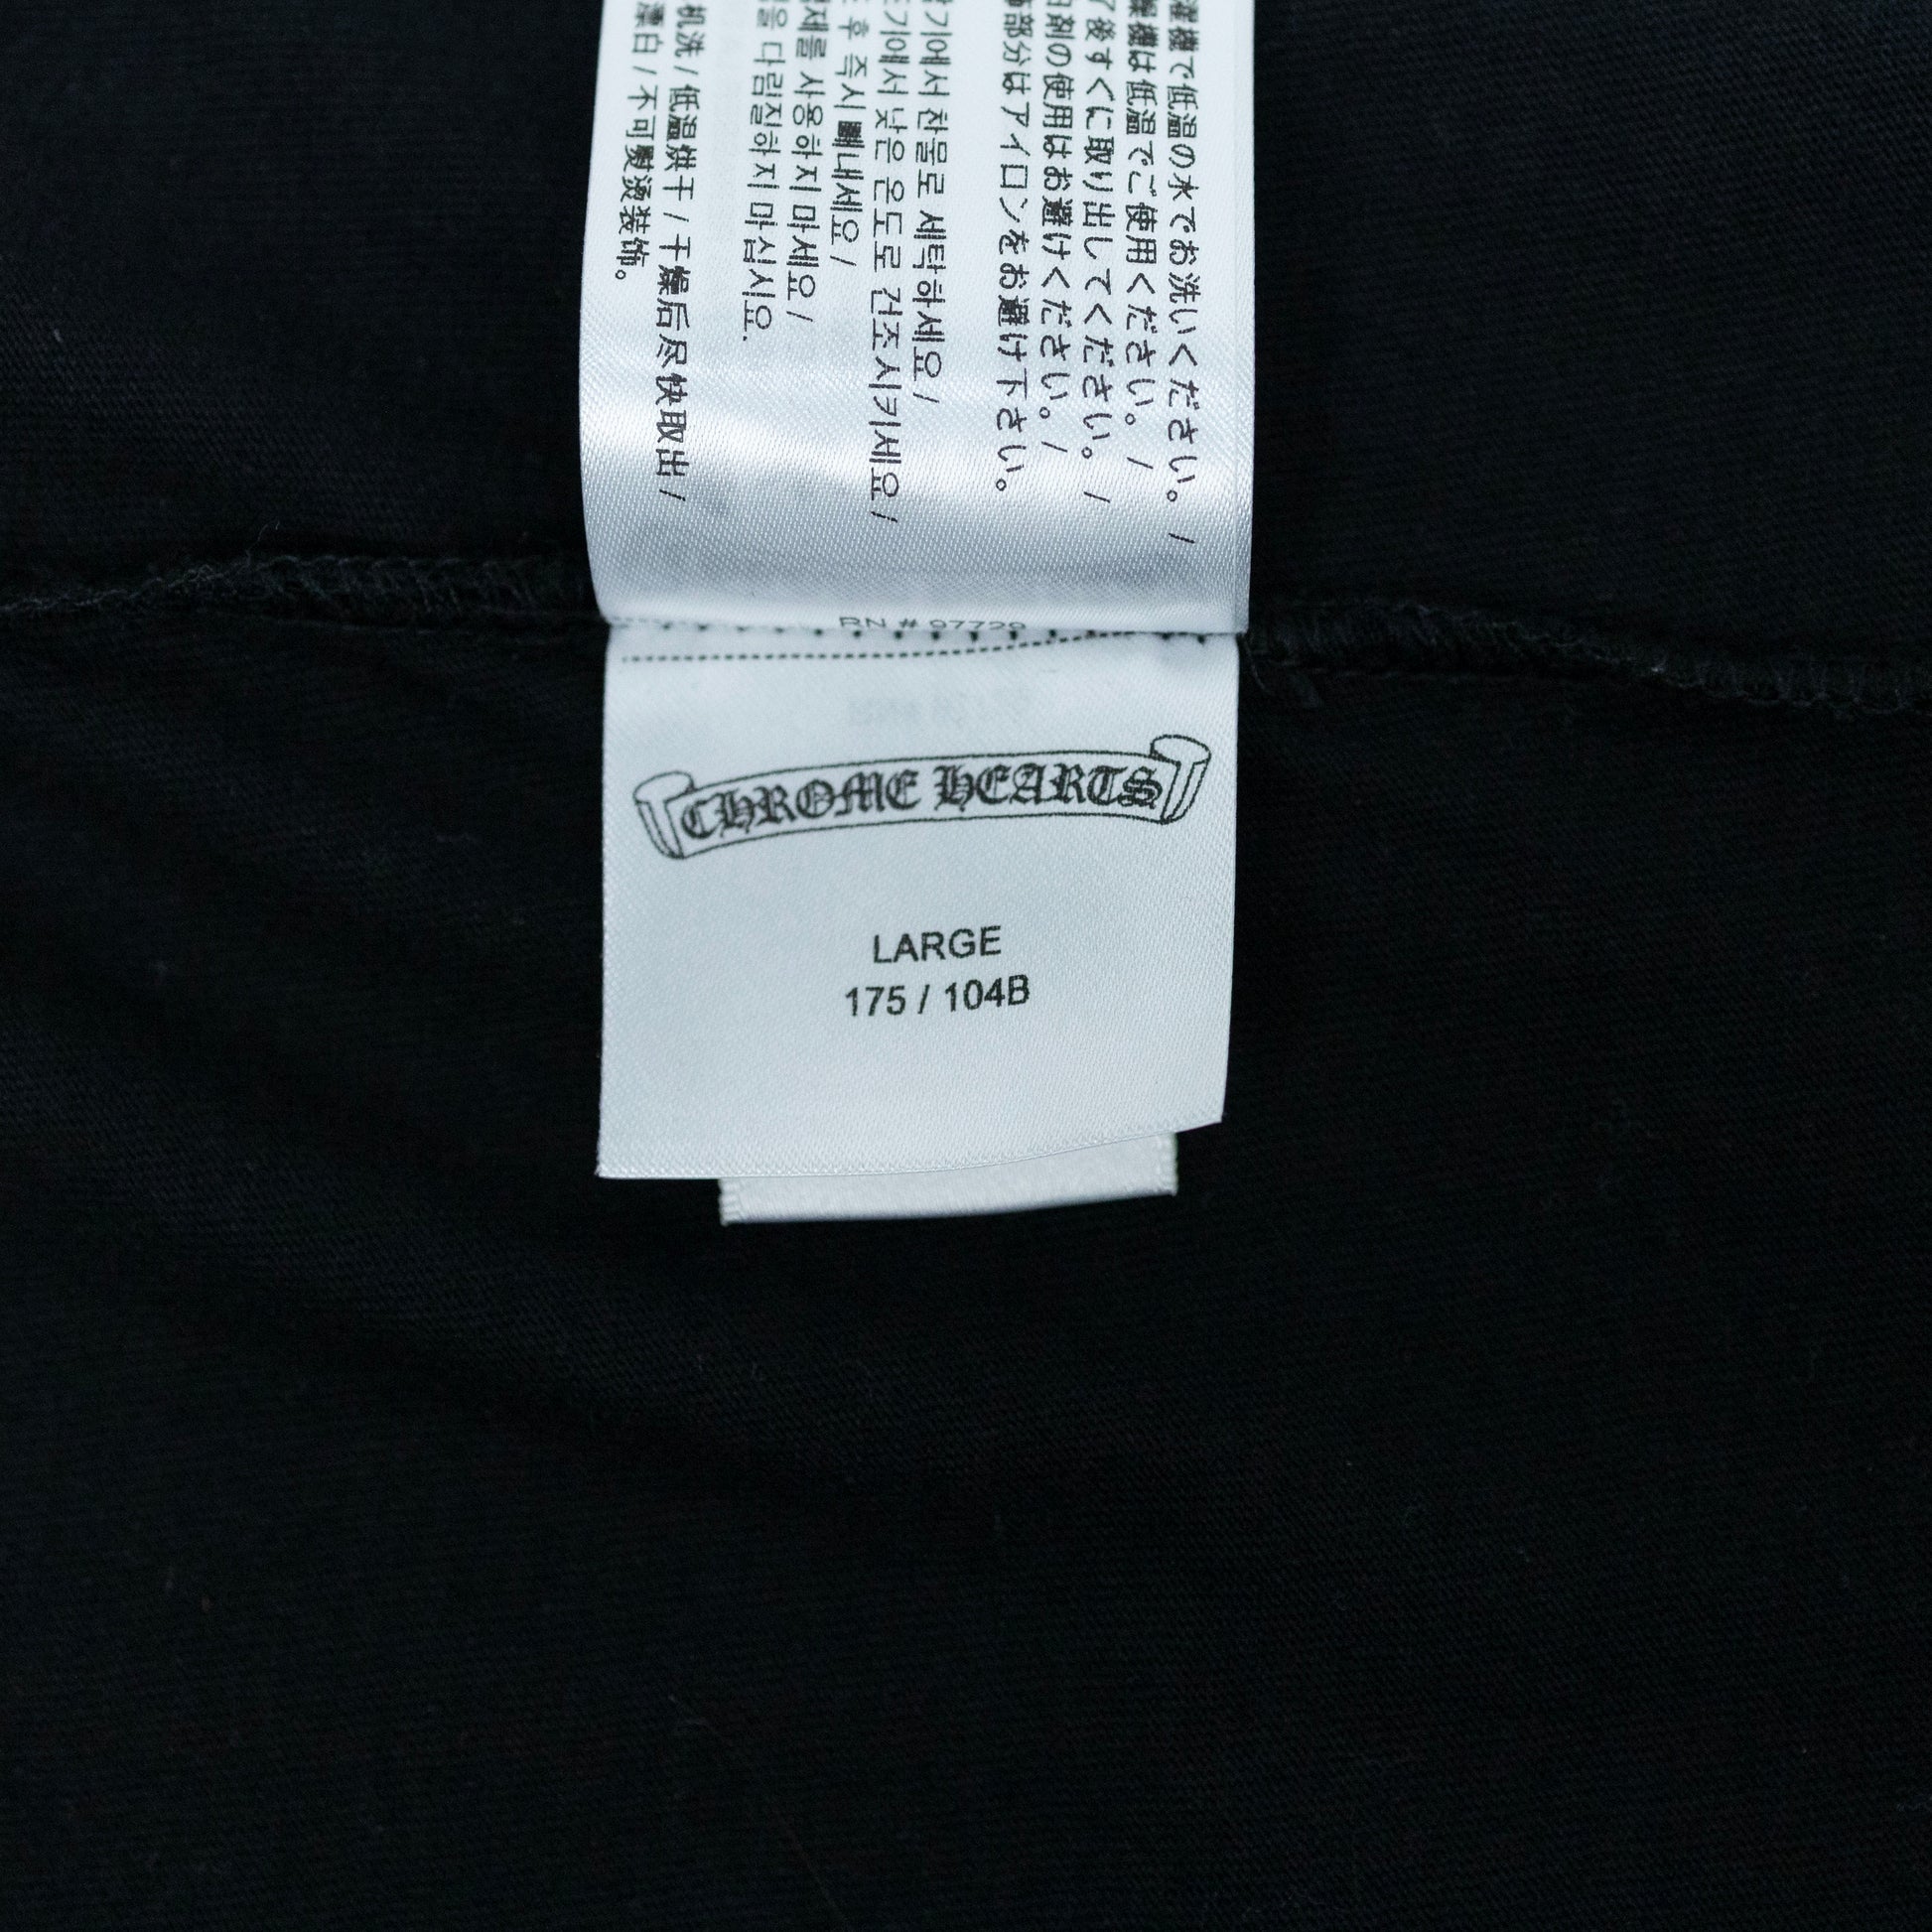 濯機で低温の水でお洗いください。 /
燥機は低温でご使用ください。 /
後すぐに取り出してください。 /
剤の使用はお避けください。 /
部分はアイロンをお避け下さい。
기에서 찬물로 세탁하세요 /
기에서 낮은 온도로 건조시키세요 /
후 즉시 빼내세요 /
제를 사용하지 마세요 /
을 다림질하지 마십시요.
机洗 / 低温烘干 / 干燥后尽快取出 /
漂白 / 不可熨烫装饰。
RN # 97729
CHROME HEARTS
LARGE
175 / 104B